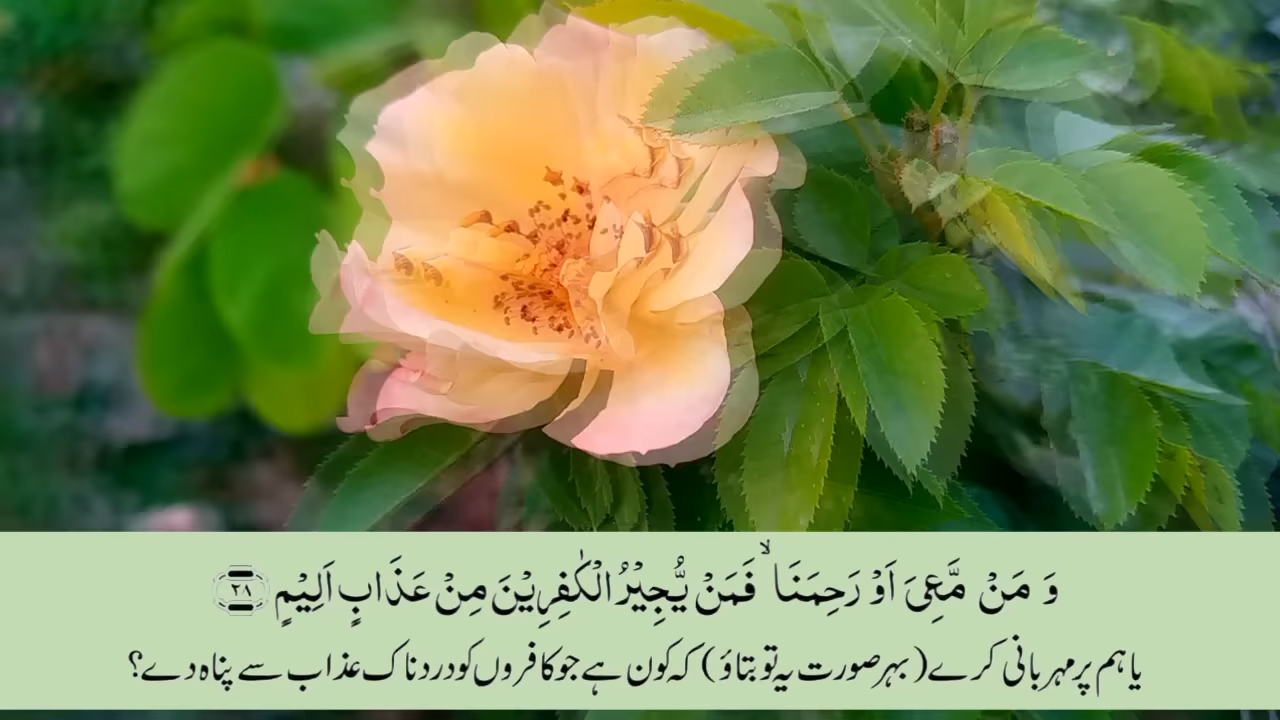 وَ مَنۡ مَّعِیَ اَوۡ رَحِمَنَا ۙ فَمَنۡ یُّجِیۡرُ الۡکٰفِرِیۡنَ مِنۡ عَذَابٍ اَلِیۡمٍ ﴿۲۸﴾
یا ہم پر مہربانی کرے (بہر صورت یہ تو بتاؤ) کہ کون ہے جو کافروں کو دردناک عذاب سے پناہ دے؟